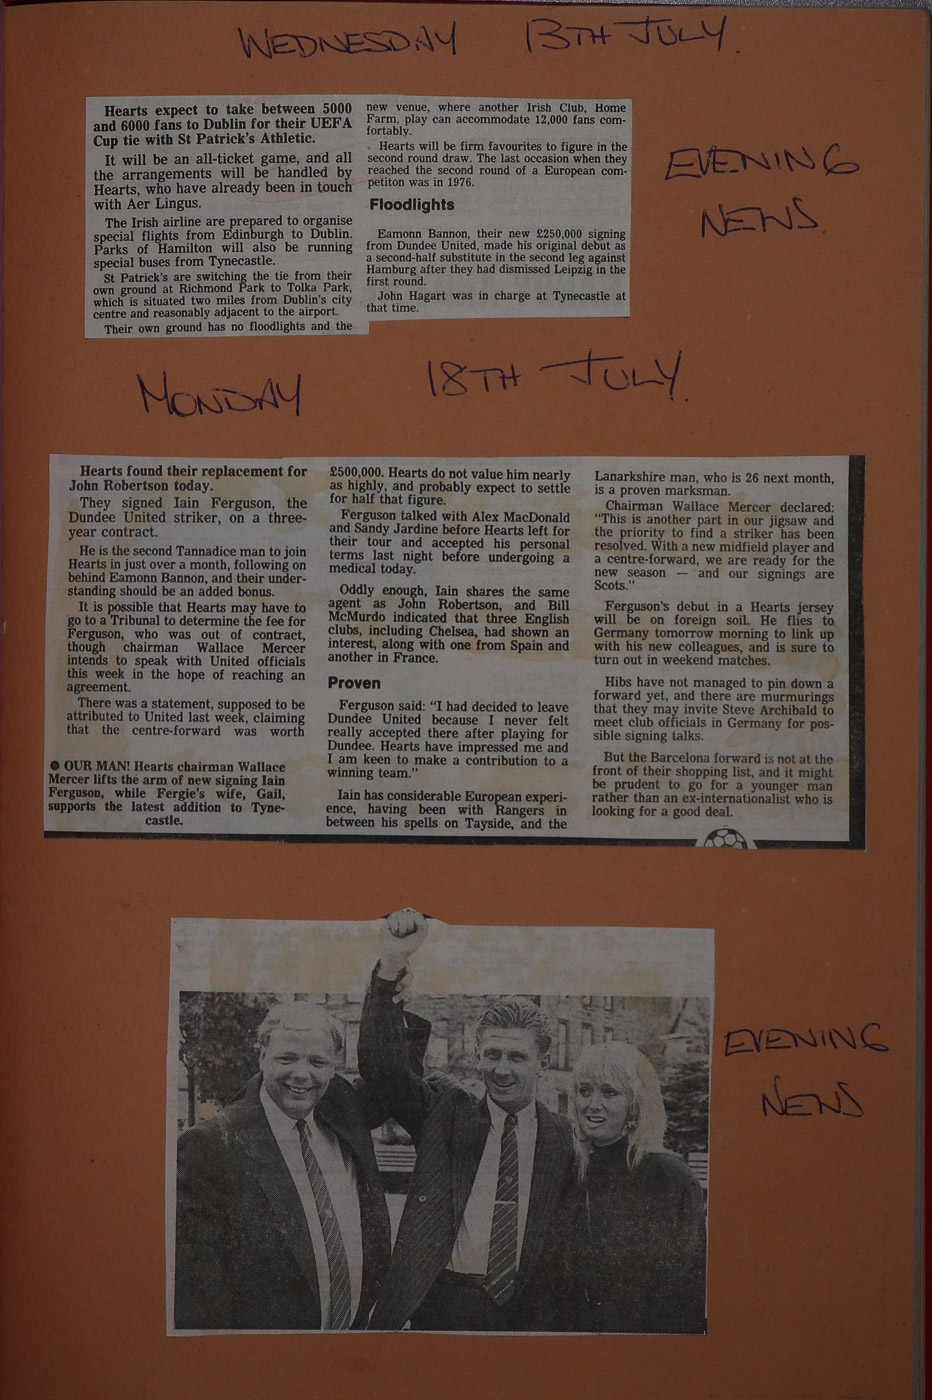 WEDNESDAY 13TH JULY.
Hearts expect to take between 5000
and 6000 fans to Dublin for their UEFA
Cup tie with St Patrick's Athletic.
It will be an all-ticket game, and all
the arrangements will be handled by
Hearts, who have already been in touch
with Aer Lingus.
The Irish airline are prepared to organise
special flights from Edinburgh to Dublin.
Parks of Hamilton will also be running
special buses from Tynecastle.
St Patrick's are switching the tie from their
own ground at Richmond Park to Tolka Park,
which is situated two miles from Dublin's city
centre and reasonably adjacent to the airport.
Their own ground has no floodlights and the
new venue, where another Irish Club, Home
Farm, play can accommodate 12,000 fans com-
fortably.
Hearts will be firm favourites to figure in the
second round draw. The last occasion when they
reached the second round of a European com-
petiton was in 1976.
Floodlights
Eamonn Bannon, their new £250,000 signing
from Dundee United, made his original debut as
a second-half substitute in the second leg against
Hamburg after they had dismissed Leipzig in the
first round.
John Hagart was in charge at Tynecastle at
that time.
EVENING
NEWS.
MONDAY 18TH JULY.
Hearts found their replacement for
John Robertson today.
They signed Iain Ferguson, the
Dundee United striker, on a three-
year contract.
He is the second Tannadice man to join
Hearts in just over a month, following on
behind Eamonn Bannon, and their under-
standing should be an added bonus.
It is possible that Hearts may have to
go to a Tribunal to determine the fee for
Ferguson, who was out of contract,
though chairman Wallace Mercer
intends to speak with United officials
this week in the hope of reaching an
agreement.
There was a statement, supposed to be
attributed to United last week, claiming
that the centre-forward was worth
● OUR MAN! Hearts chairman Wallace
Mercer lifts the arm of new signing Iain
Ferguson, while Fergie's wife, Gail,
supports the latest addition to Tyne-
castle.
£500,000. Hearts do not value him nearly
as highly, and probably expect to settle
for half that figure.
Ferguson talked with Alex MacDonald
and Sandy Jardine before Hearts left for
their tour and accepted his personal
terms last night before undergoing a
medical today.
Oddly enough, Iain shares the same
agent as John Robertson, and Bill
McMurdo indicated that three English
clubs, including Chelsea, had shown an
interest, along with one from Spain and
another in France.
Proven
Ferguson said: "I had decided to leave
Dundee United because I never felt
really accepted there after playing for
Dundee. Hearts have impressed me and
I am keen to make a contribution to a
winning team."
Iain has considerable European experi-
ence, having been with Rangers in
between his spells on Tayside, and the
Lanarkshire man, who is 26 next month,
is a proven marksman.
Chairman Wallace Mercer declared:
"This is another part in our jigsaw and
the priority to find a striker has been
resolved. With a new midfield player and
a centre-forward, we are ready for the
new season — and our signings are
Scots."
Ferguson's debut in a Hearts jersey
will be on foreign soil. He flies to
Germany tomorrow morning to link up
with his new colleagues, and is sure to
turn out in weekend matches.
Hibs have not managed to pin down a
forward yet, and there are murmurings
that they may invite Steve Archibald to
meet club officials in Germany for pos-
sible signing talks.
But the Barcelona forward is not at the
front of their shopping list, and it might
be prudent to go for a younger man
rather than an ex-internationalist who is
looking for a good deal.
EVENING
NEWS